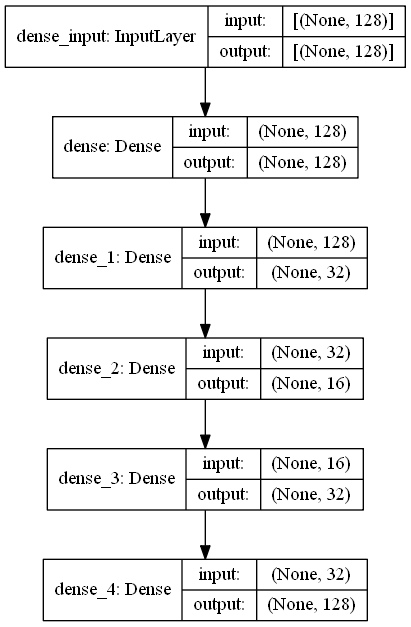 dense_input: InputLayer
input: [(None, 128)]
output: [(None, 128)]
dense: Dense
input: (None, 128)
output: (None, 128)
dense_1: Dense
input: (None, 128)
output: (None, 32)
dense_2: Dense
input: (None, 32)
output: (None, 16)
dense_3: Dense
input: (None, 16)
output: (None, 32)
dense_4: Dense
input: (None, 32)
output: (None, 128)